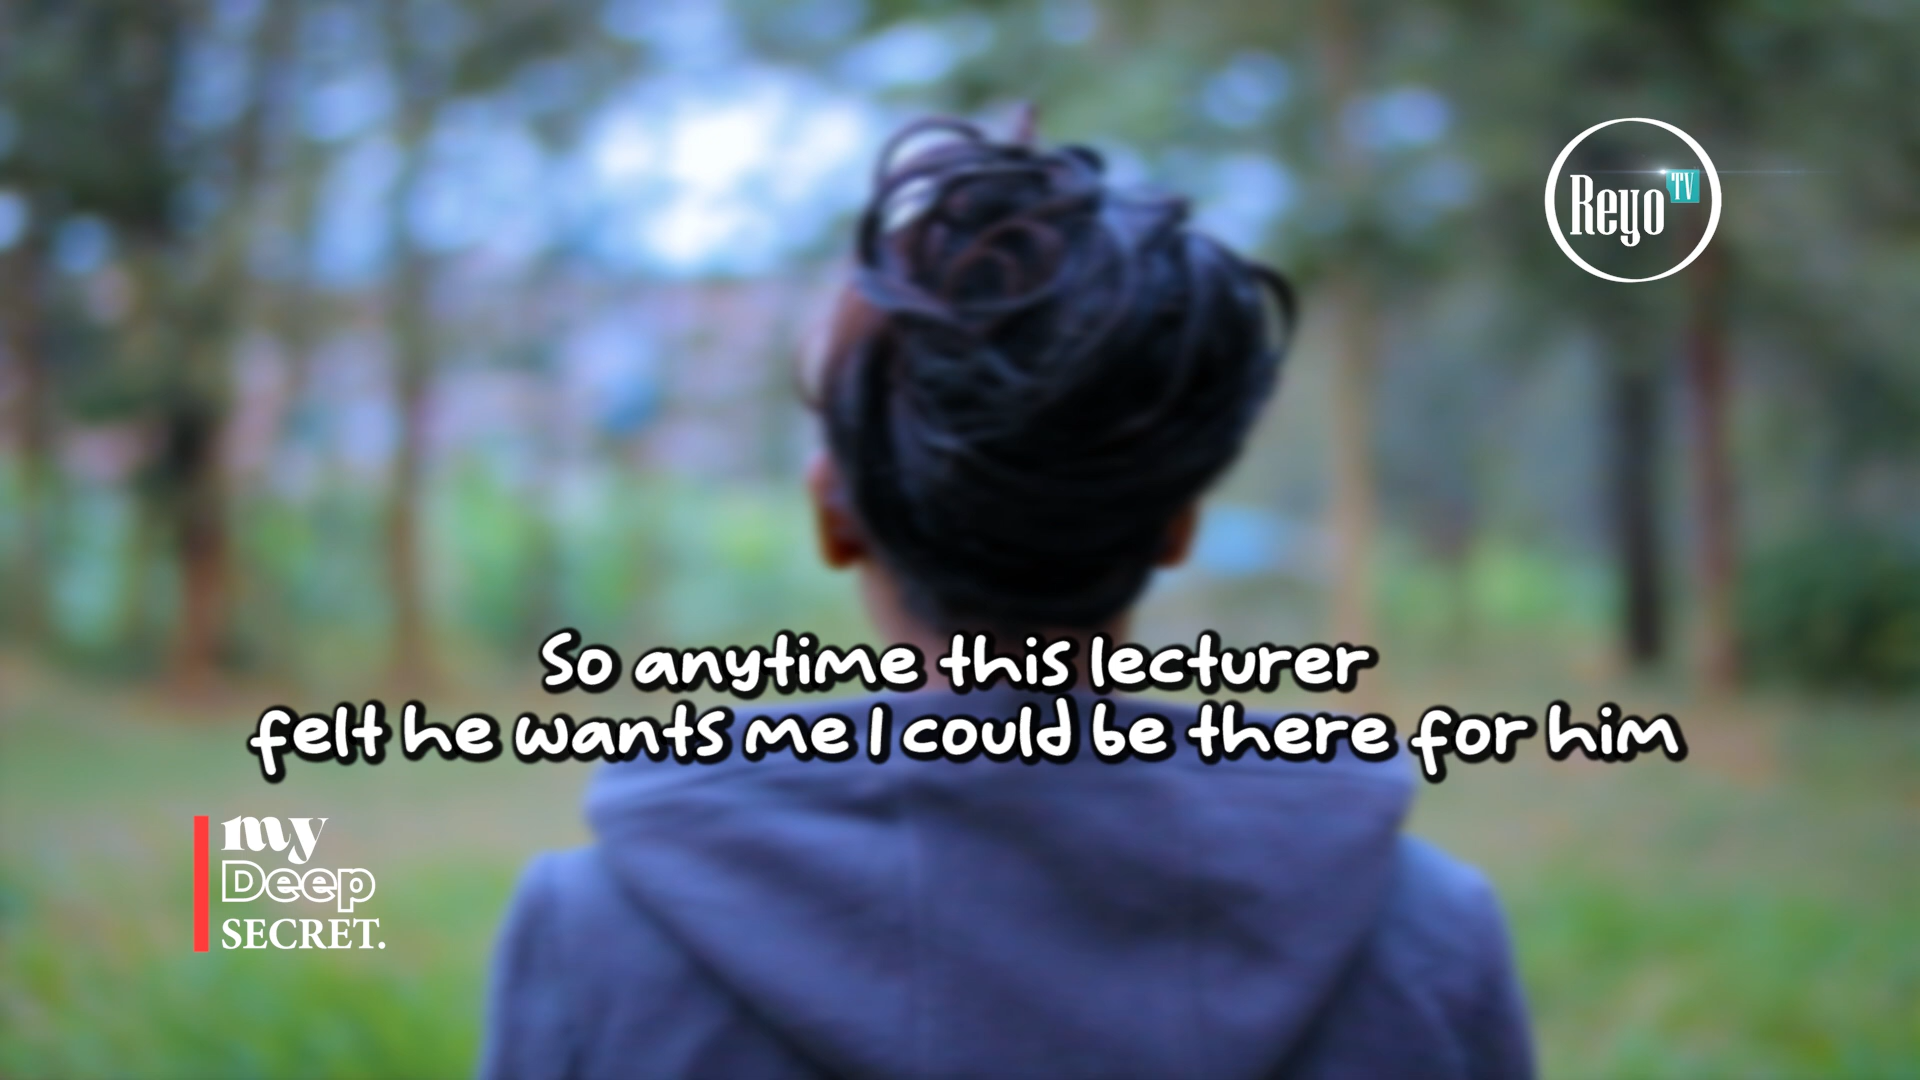 Reyo TV
So anytime this lecturer
felt he wants me I could be there for him
my
Deep
SECRET.